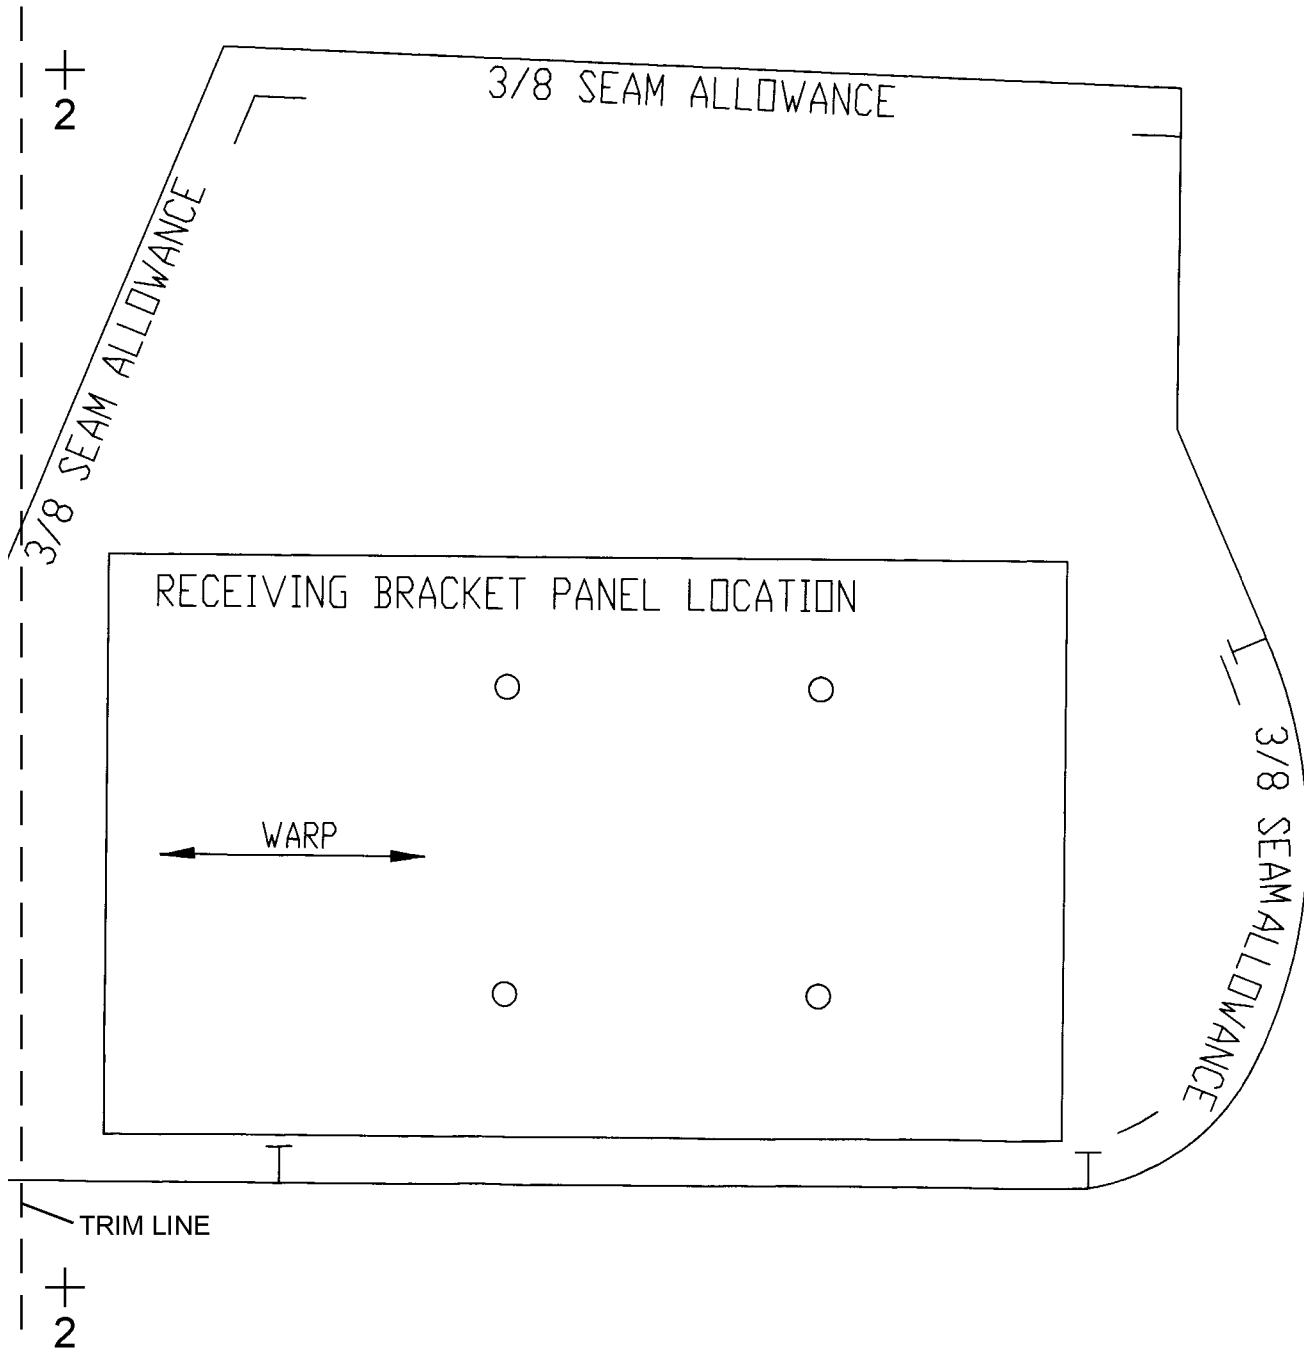 2
3/8 SEAM ALLOWANCE
3/8 SEAM ALLOWANCE
RECEIVING BRACKET PANEL LOCATION
WARP
3/8 SEAM ALLOWANCE
TRIM LINE
2